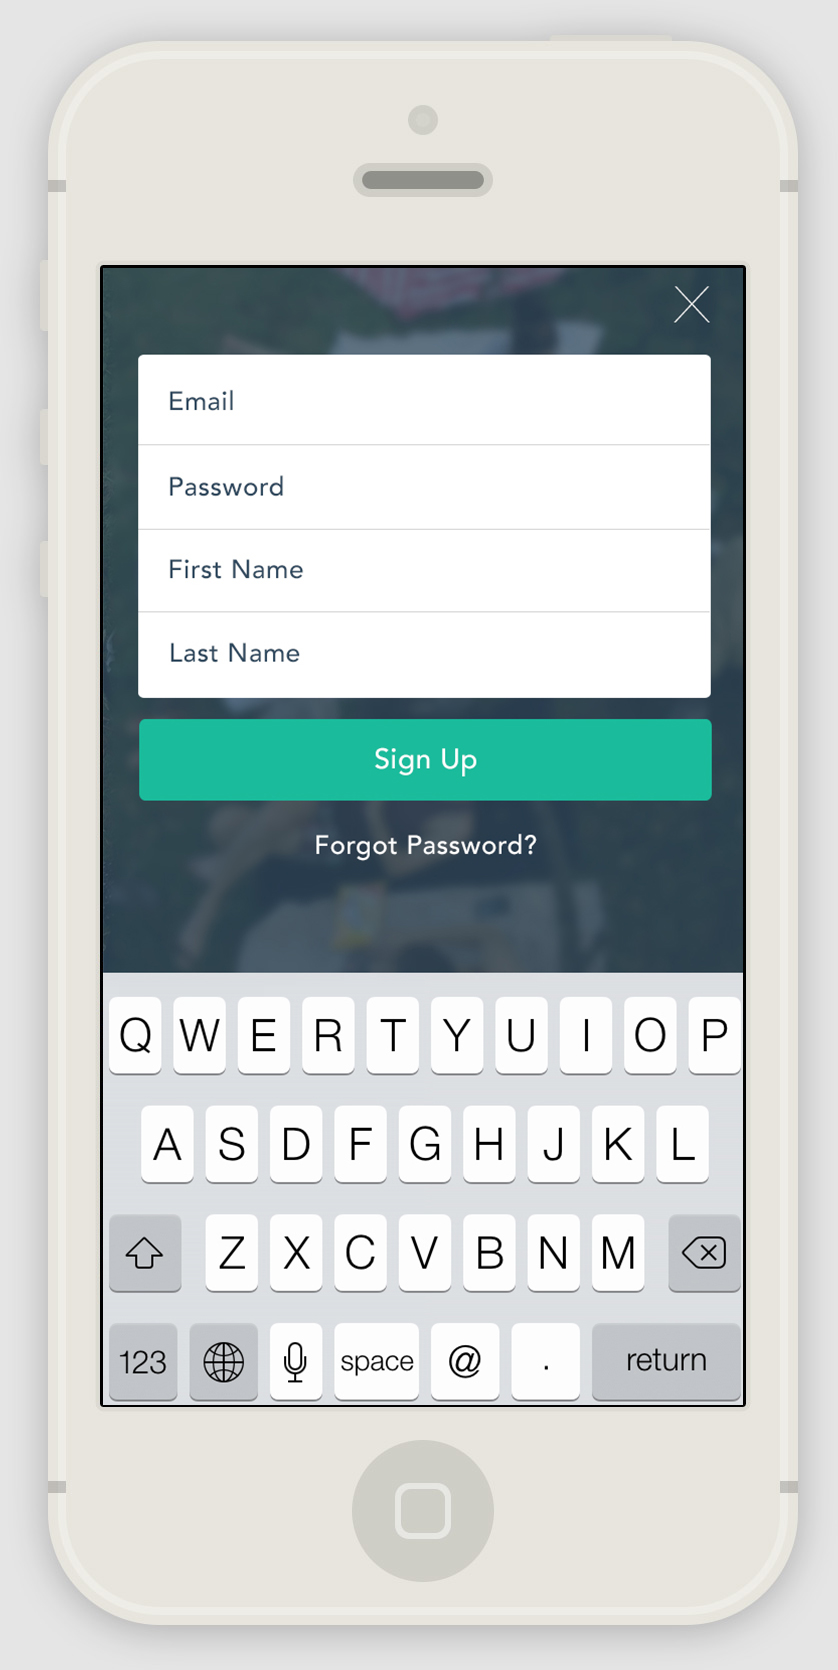 Email
Password
First Name
Last Name
Sign Up
Forgot Password?
Q W E R T Y U I O P
A S D F G H J K L
Z X C V B N M
123 space @ . return